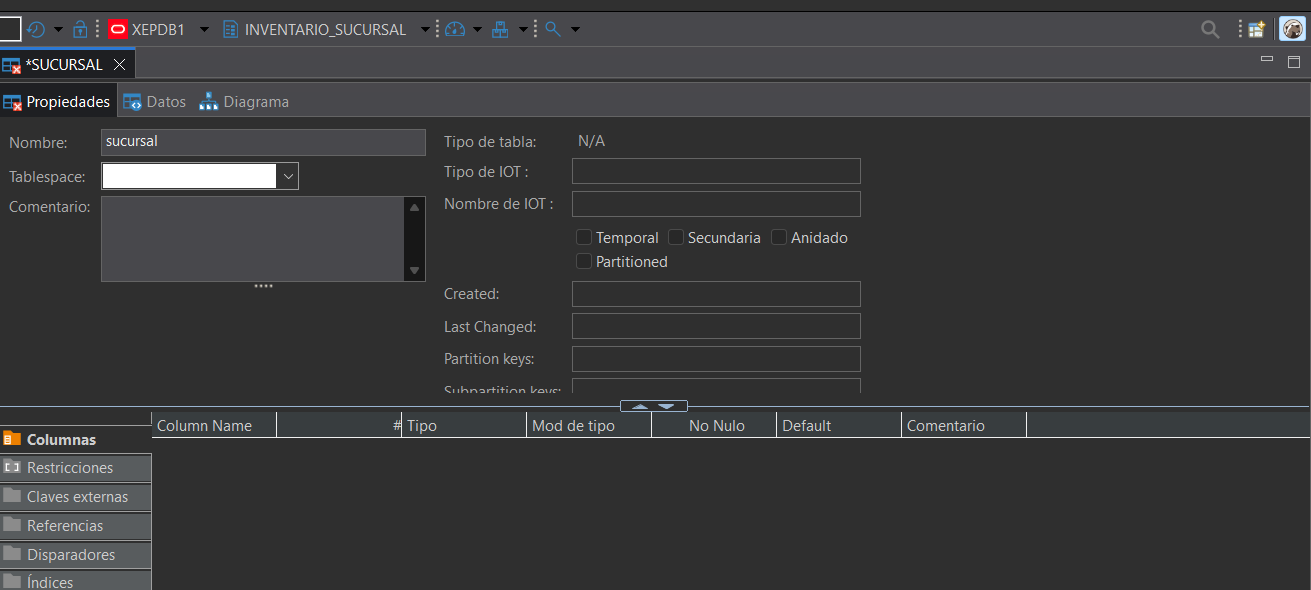 XEPDB1 INVENTARIO_SUCURSAL
*SUCURSAL
Propiedades Datos Diagrama
Nombre: sucursal
Tablespace:
Comentario:
Tipo de tabla: N/A
Tipo de IOT :
Nombre de IOT :
Temporal Secundaria Anidado
Partitioned
Created:
Last Changed:
Partition keys:
Subpartition keys:
Column Name # Tipo Mod de tipo No Nulo Default Comentario
Columnas
Restricciones
Claves externas
Referencias
Disparadores
Índices